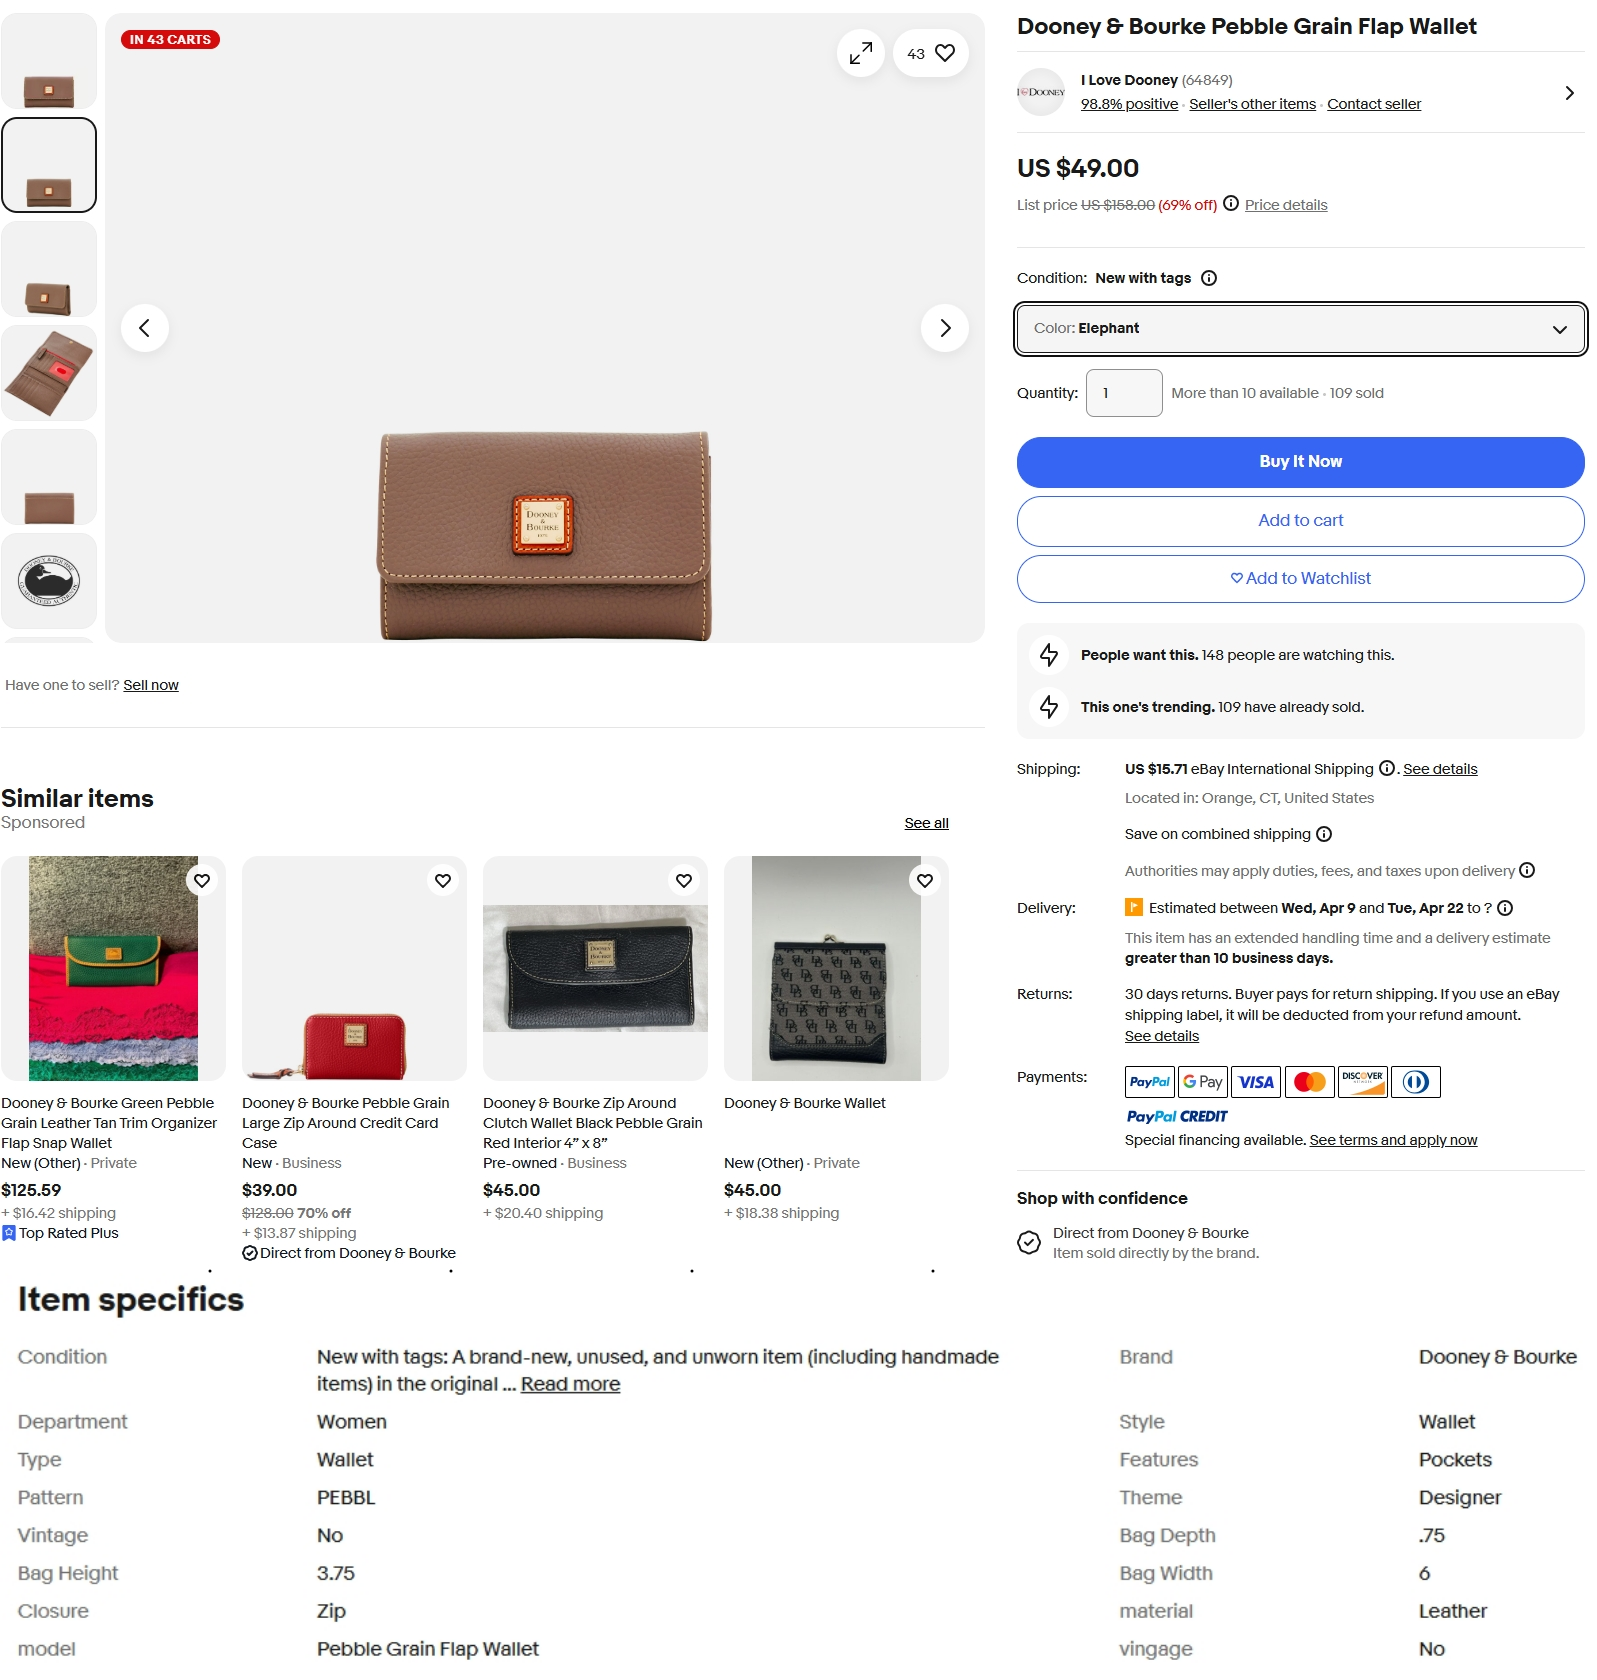 IN 43 CARTS
43
DOONEY
&
BOURKE
Have one to sell? Sell now
Dooney & Bourke Pebble Grain Flap Wallet
I DOONEY
I Love Dooney (64849)
98.8% positive · Seller's other items · Contact seller
US $49.00
List price US $158.00 (69% off) Price details
Condition: New with tags
Color: Elephant
Quantity: 1 More than 10 available · 109 sold
Buy It Now
Add to cart
Add to Watchlist
People want this. 148 people are watching this.
This one's trending. 109 have already sold.
Shipping: US $15.71 eBay International Shipping . See details
Located in: Orange, CT, United States
Save on combined shipping
Authorities may apply duties, fees, and taxes upon delivery
Delivery: Estimated between Wed, Apr 9 and Tue, Apr 22 to ?
This item has an extended handling time and a delivery estimate
greater than 10 business days.
Returns: 30 days returns. Buyer pays for return shipping. If you use an eBay
shipping label, it will be deducted from your refund amount.
See details
Payments: PayPal G Pay VISA DISCOVER
PayPal CREDIT
Special financing available. See terms and apply now
Shop with confidence
Direct from Dooney & Bourke
Item sold directly by the brand.
Similar items
Sponsored
See all
Dooney & Bourke Green Pebble
Grain Leather Tan Trim Organizer
Flap Snap Wallet
New (Other) · Private
$125.59
+ $16.42 shipping
Top Rated Plus
Dooney & Bourke Pebble Grain
Large Zip Around Credit Card
Case
New · Business
$39.00
$128.00 70% off
+ $13.87 shipping
Direct from Dooney & Bourke
Dooney & Bourke Zip Around
Clutch Wallet Black Pebble Grain
Red Interior 4” x 8”
Pre-owned · Business
$45.00
+ $20.40 shipping
Dooney & Bourke Wallet
New (Other) · Private
$45.00
+ $18.38 shipping
Item specifics
Condition New with tags: A brand-new, unused, and unworn item (including handmade
items) in the original ... Read more
Brand Dooney & Bourke
Department Women
Style Wallet
Type Wallet
Features Pockets
Pattern PEBBL
Theme Designer
Vintage No
Bag Depth .75
Bag Height 3.75
Bag Width 6
Closure Zip
material Leather
model Pebble Grain Flap Wallet
vingage No